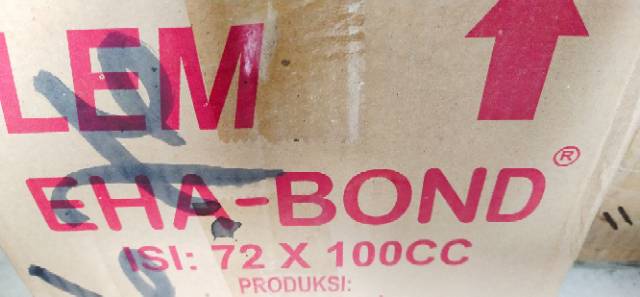 LEM
EHA-BOND®
ISI: 72 X 100CC
PRODUKSI: